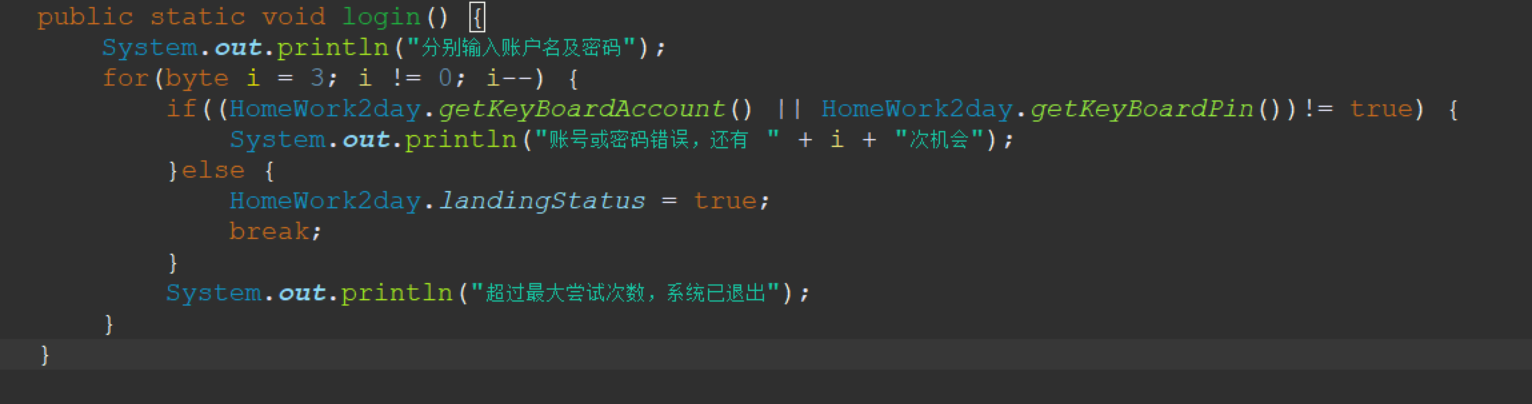 public static void login() {
    System.out.println("分别输入账户名及密码");
    for(byte i = 3; i != 0; i--) {
        if((HomeWork2day.getKeyBoardAccount() || HomeWork2day.getKeyBoardPin())!= true) {
            System.out.println("账号或密码错误，还有 " + i + "次机会");
        }else {
            HomeWork2day.landingStatus = true;
            break;
        }
        System.out.println("超过最大尝试次数，系统已退出");
    }
}